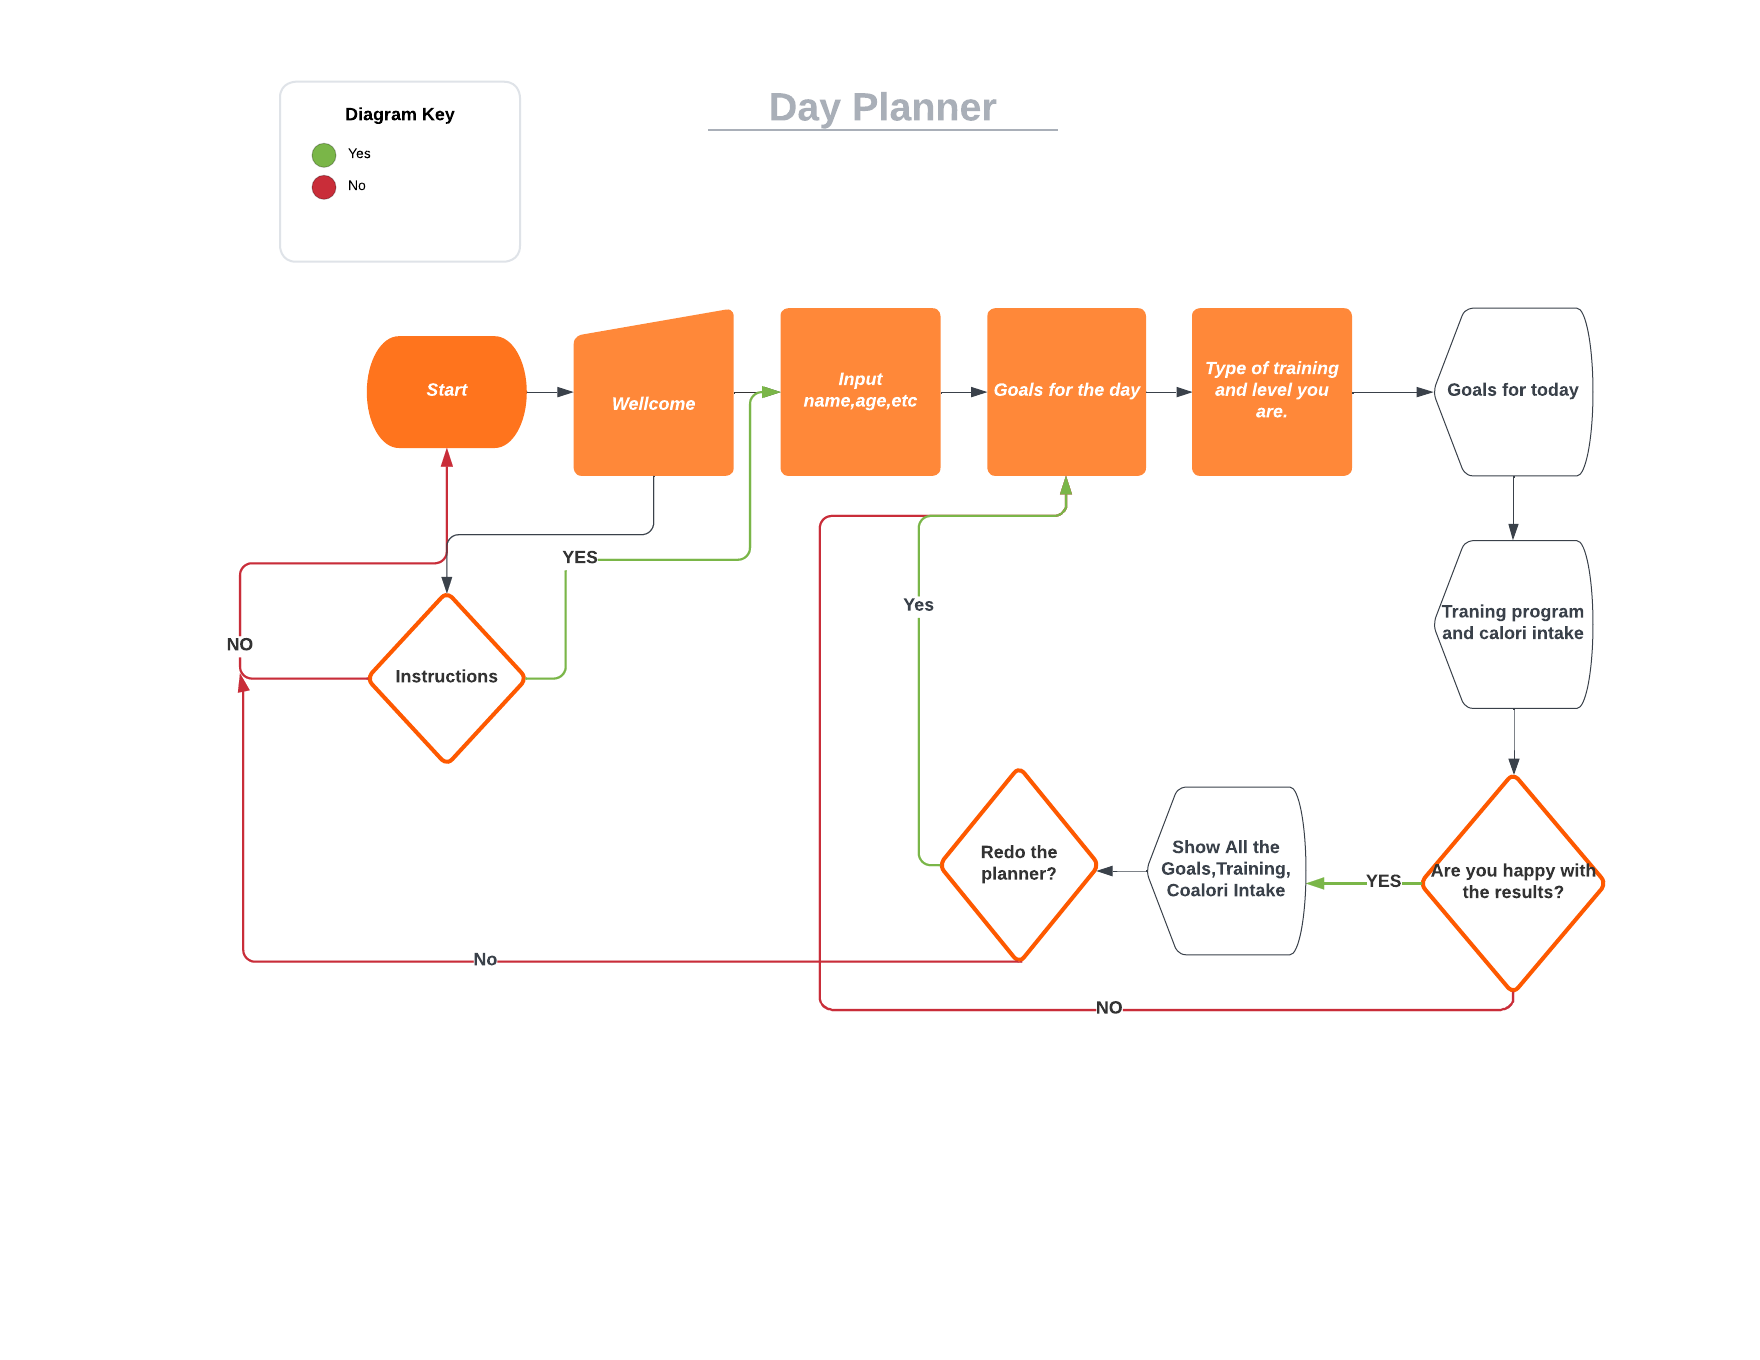 Day Planner
Diagram Key
Yes
No
Start
Wellcome
Input
name,age,etc
Goals for the day
Type of training
and level you
are.
Goals for today
YES
NO
Instructions
Yes
Traning program
and calori intake
Redo the
planner?
Show All the
Goals,Training,
Coalori Intake
YES
Are you happy with
the results?
No
NO